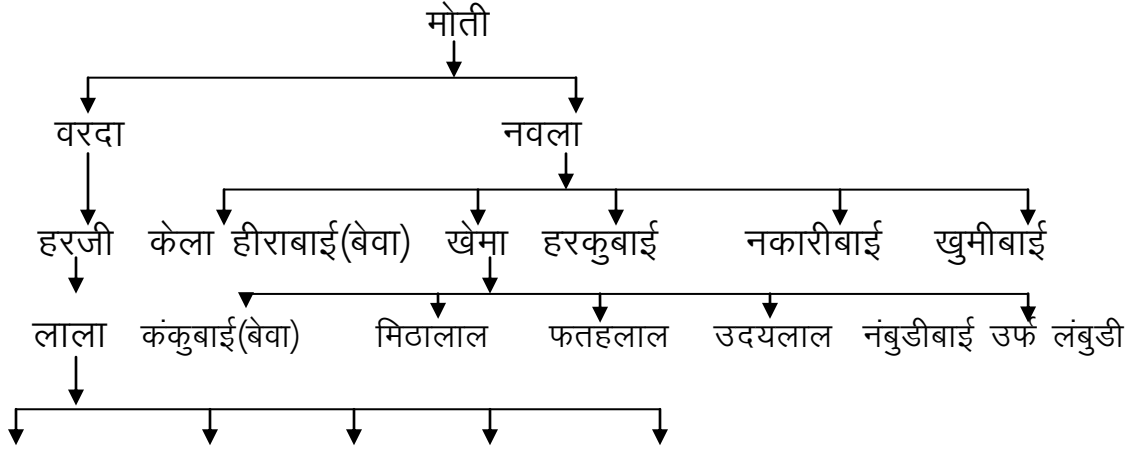 मोती
वरदा नवला
हरजी केला हीराबाई(बेवा) खेमा हरकुबाई नकारीबाई खुमीबाई
लाला कंकुबाई(बेवा) मिठालाल फतहलाल उदयलाल नंबुडीबाई उर्फ लंबुडी